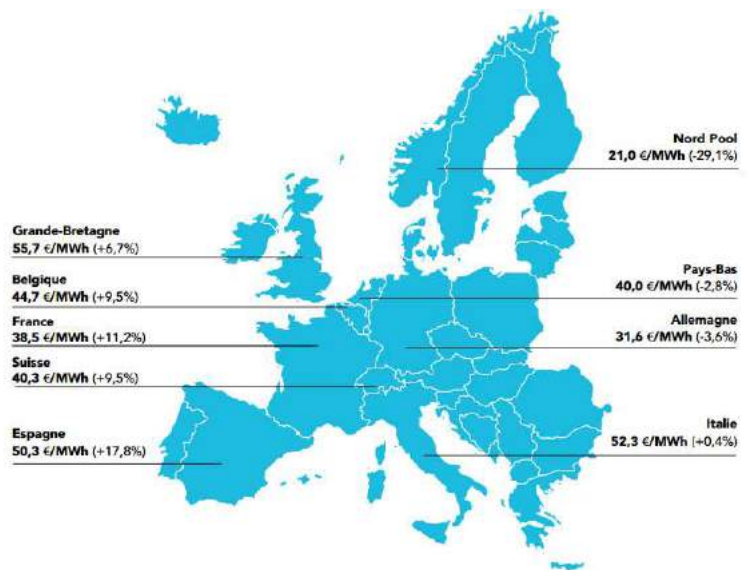 Nord Pool
21,0 €/MWh (-29,1%)
Grande-Bretagne
55,7 €/MWh (+6,7%)
Belgique
44,7 €/MWh (+9,5%)
France
38,5 €/MWh (+11,2%)
Suisse
40,3 €/MWh (+9,5%)
Espagne
50,3 €/MWh (+17,8%)
Pays-Bas
40,0 €/MWh (-2,8%)
Allemagne
31,6 €/MWh (-3,6%)
Italie
52,3 €/MWh (+0,4%)